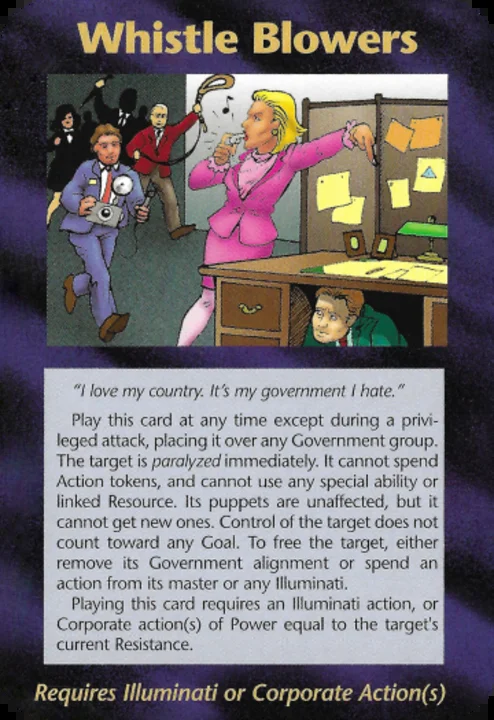 Whistle Blowers
"I love my country. It's my government I hate."
Play this card at any time except during a privi-
leged attack, placing it over any Government group.
The target is paralyzed immediately. It cannot spend
Action tokens, and cannot use any special ability or
linked Resource. Its puppets are unaffected, but it
cannot get new ones. Control of the target does not
count toward any Goal. To free the target, either
remove its Government alignment or spend an
action from its master or any Illuminati.
Playing this card requires an Illuminati action, or
Corporate action(s) of Power equal to the target's
current Resistance.
Requires Illuminati or Corporate Action(s)